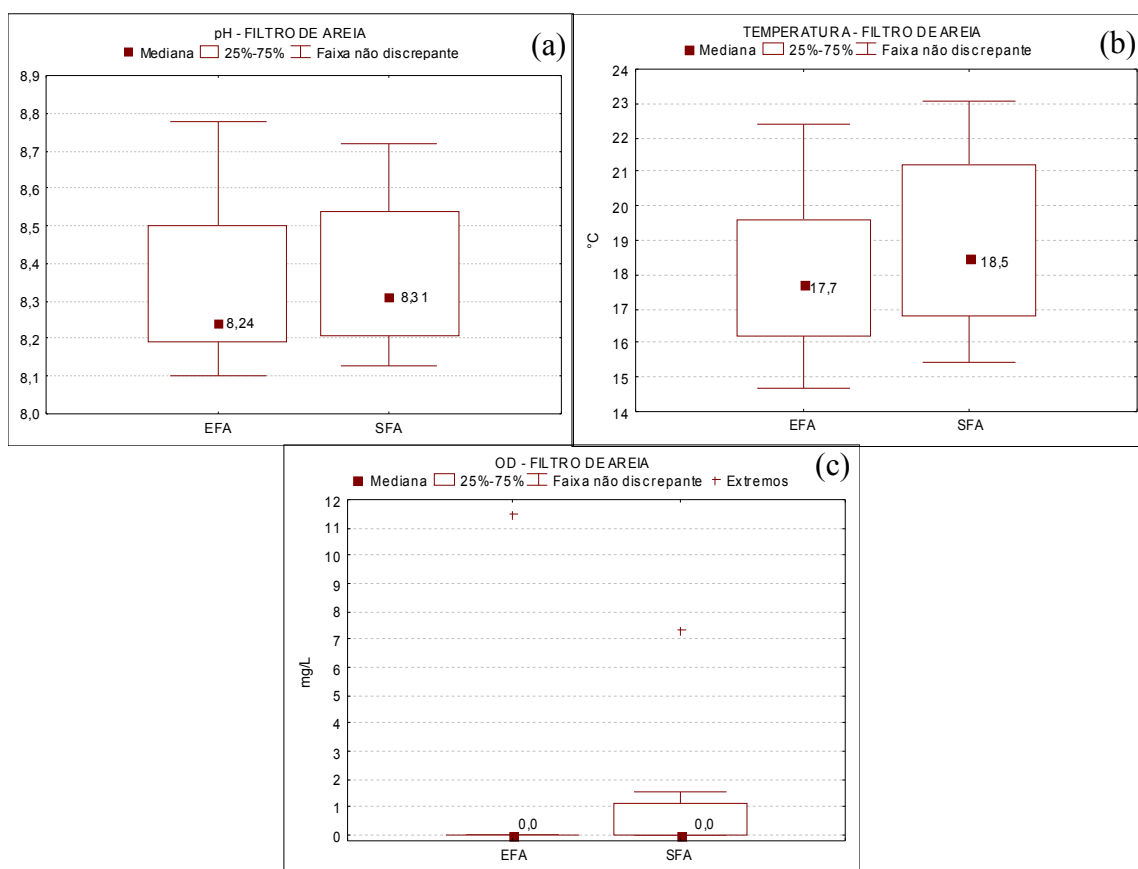 pH - FILTRO DE AREIA
Mediana 25%-75% Faixa não discrepante
(a)
8,9
8,8
8,7
8,6
8,5
8,4
8,3
8,2
8,1
8,0
8,24
8,31
EFA SFA
TEMPERATURA - FILTRO DE AREIA
Mediana 25%-75% Faixa não discrepante
(b)
°C
24
23
22
21
20
19
18
17
16
15
14
17,7
18,5
EFA SFA
OD - FILTRO DE AREIA
Mediana 25%-75% Faixa não discrepante Extremos
(c)
mg/L
12
11
10
9
8
7
6
5
4
3
2
1
0
0,0
0,0
EFA SFA